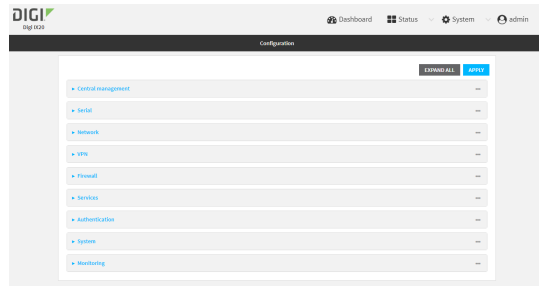 DIGI
Digi IX20
Dashboard Status System admin
Configuration
EXPAND ALL APPLY
Central management
Serial
Network
VPN
Firewall
Services
Authentication
System
Monitoring